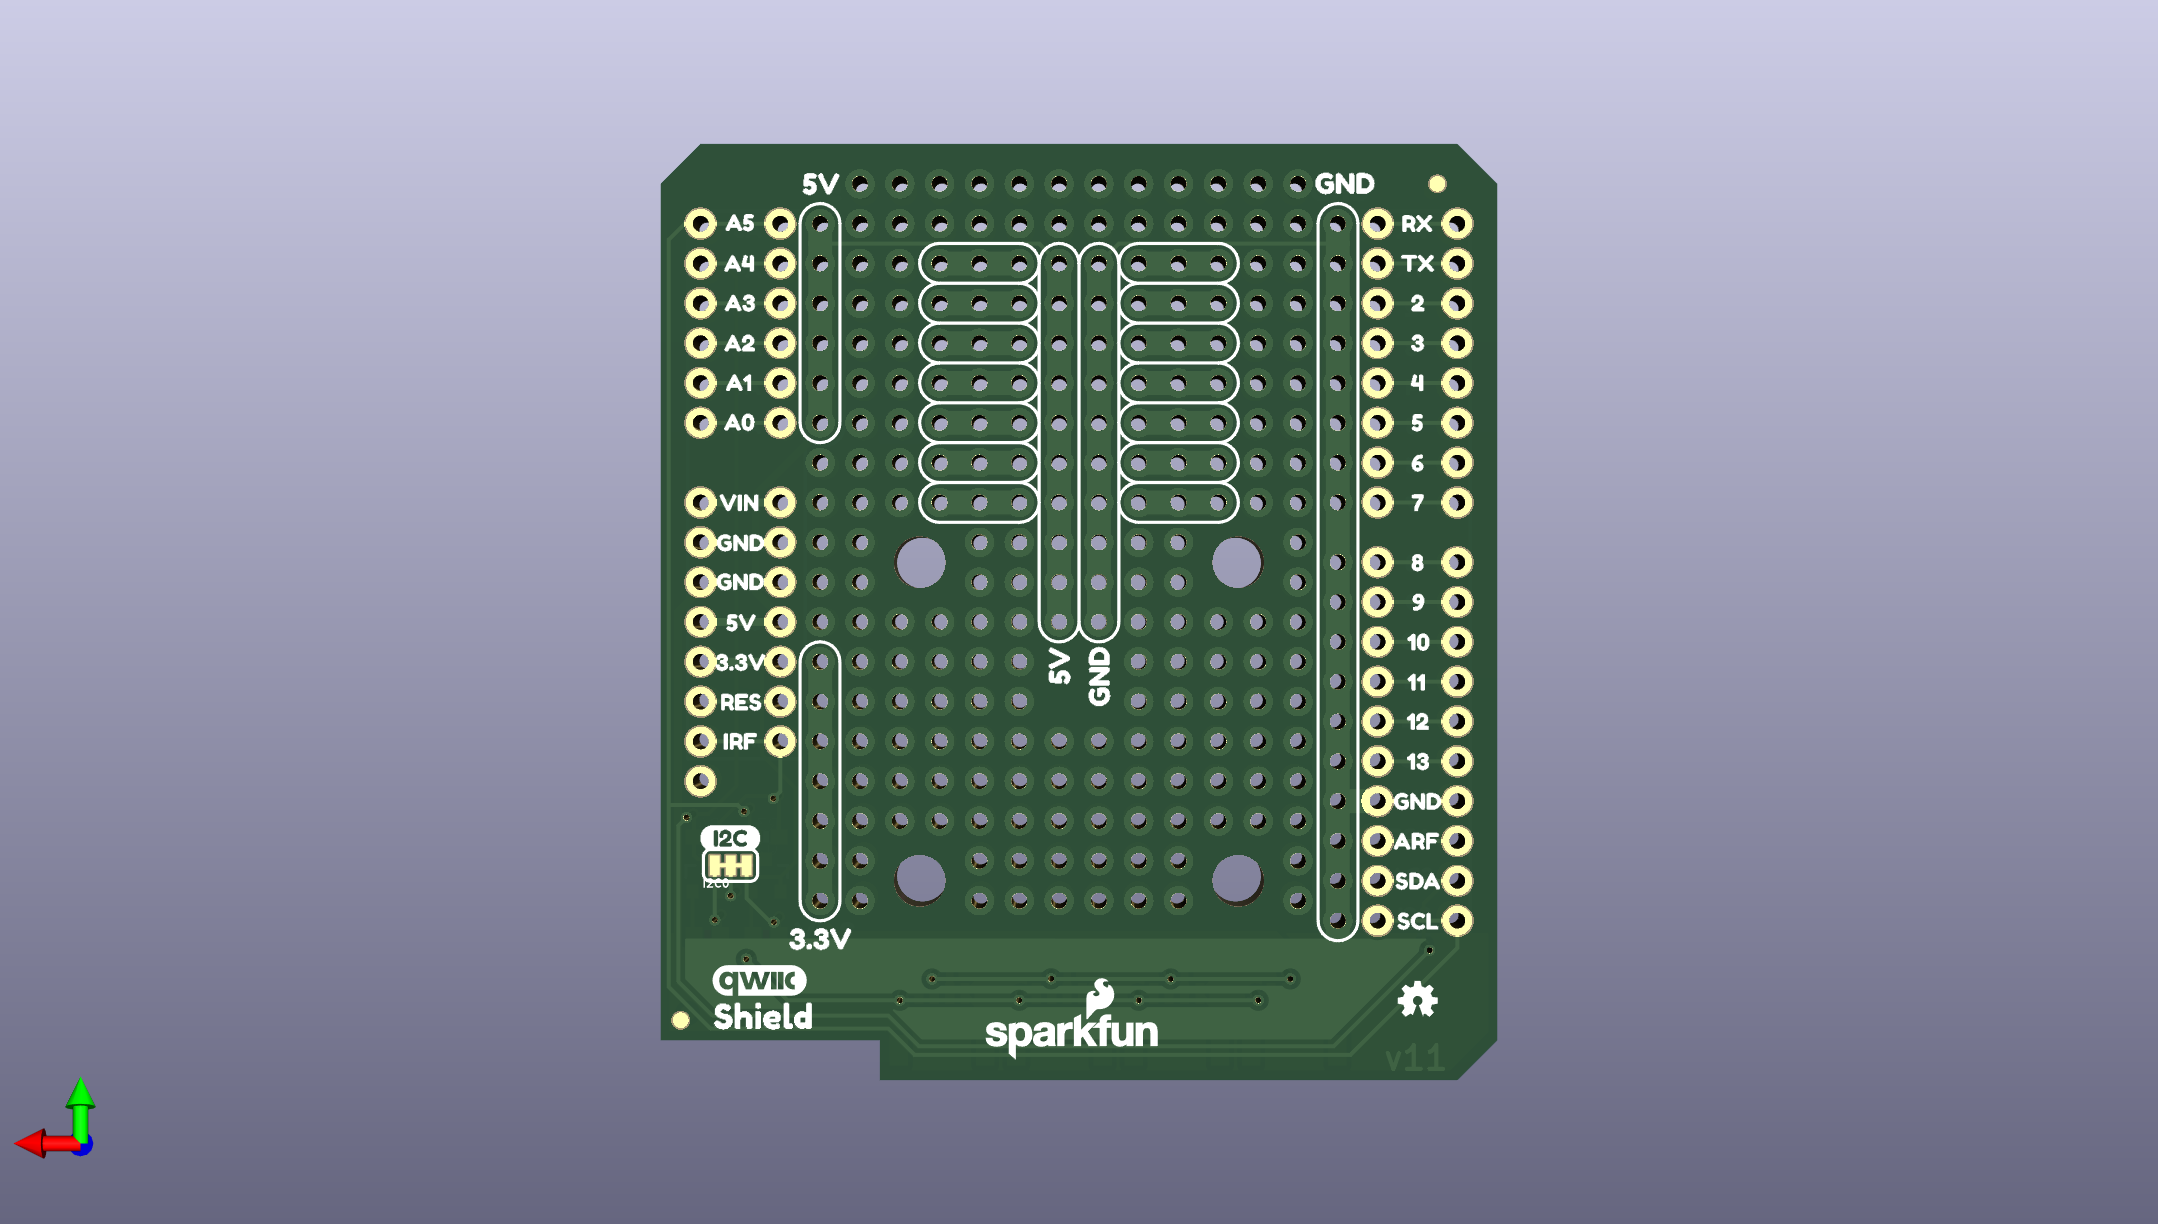 5V
GND
A5
RX
A4
TX
A3
2
A2
3
A1
4
A0
5
6
VIN
7
GND
8
GND
9
5V
10
3.3V
5V
GND
11
RES
12
IRF
13
GND
I2C
ARF
I2C0
SDA
SCL
3.3V
qwiic
Shield
sparkfun
v11